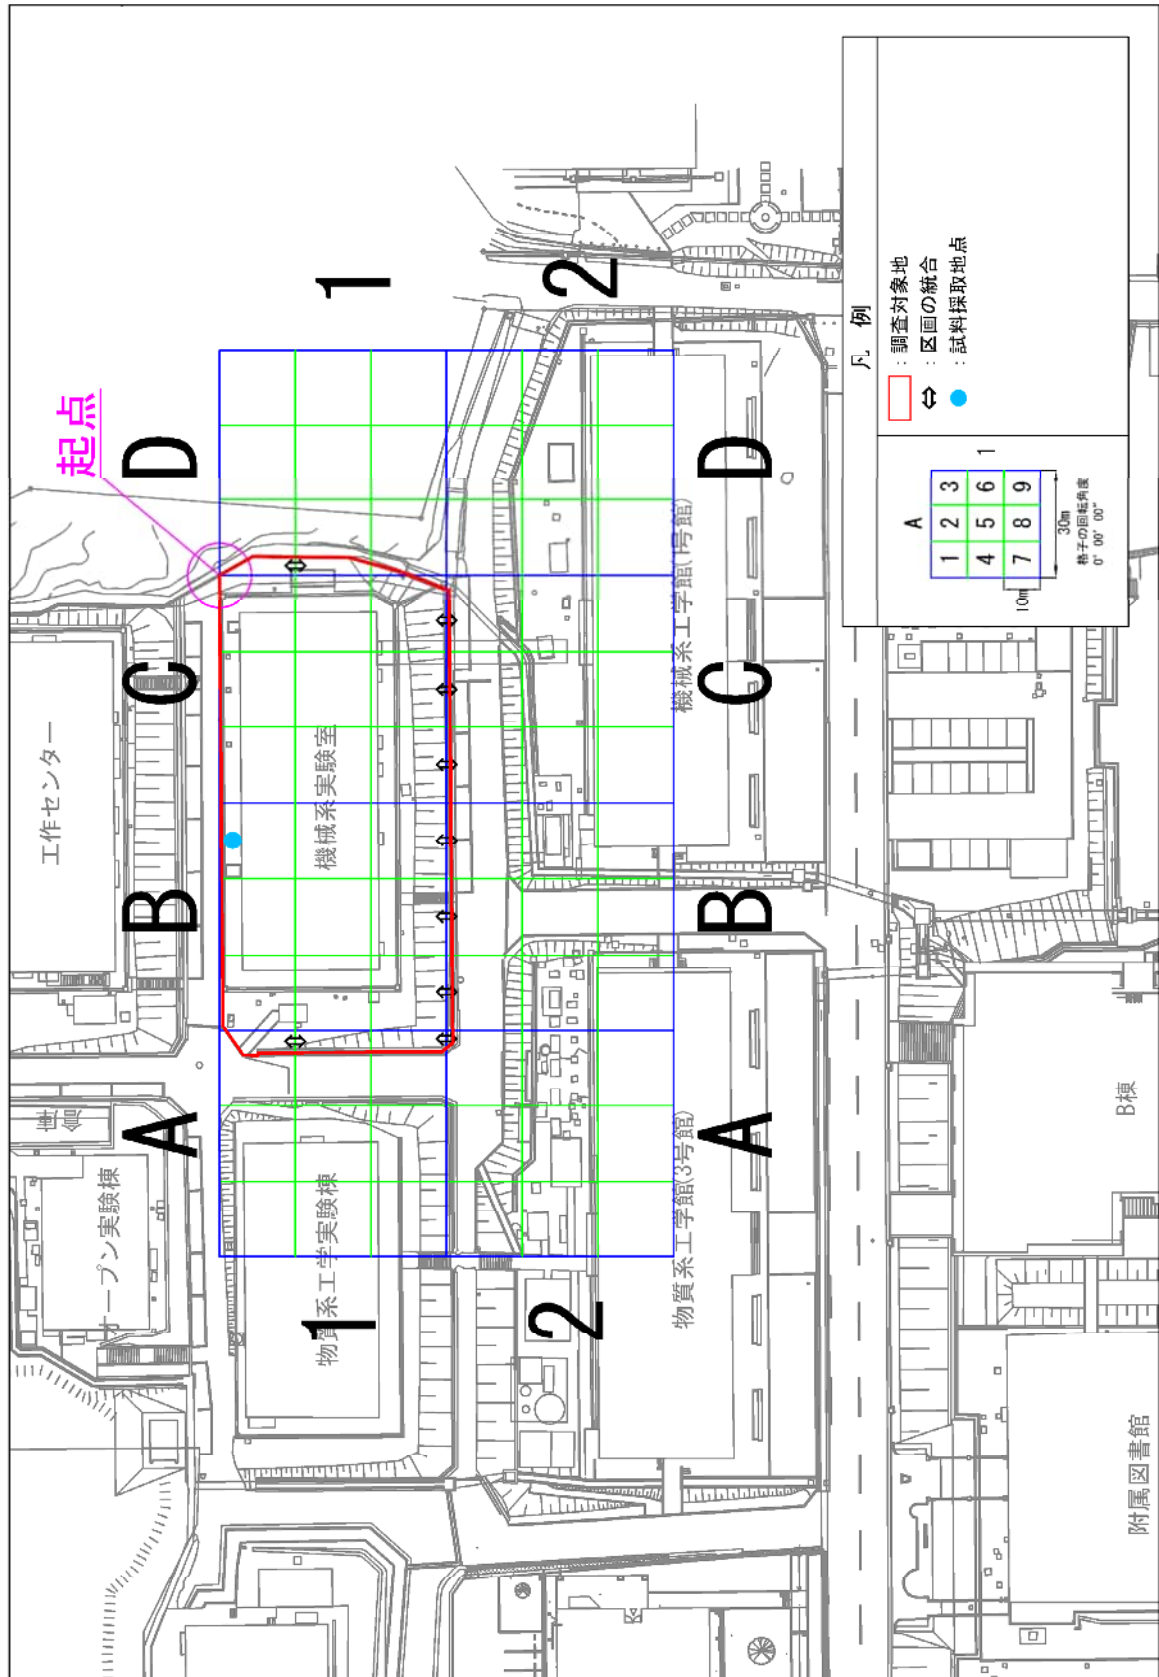 起点
A
B
C
D
1
1
2
2
A
B
C
D
工作センター
オープン実験棟
機械系実験室
物質系工学実験棟
機械系工学館(1号館)
物質系工学館(3号館)
B棟
附属図書館
凡 例
A
1 2 3
4 5 6
7 8 9
1
10m
30m
格子の回転角度
0° 00′ 00″
：調査対象地
：区画の統合
：試料採取地点